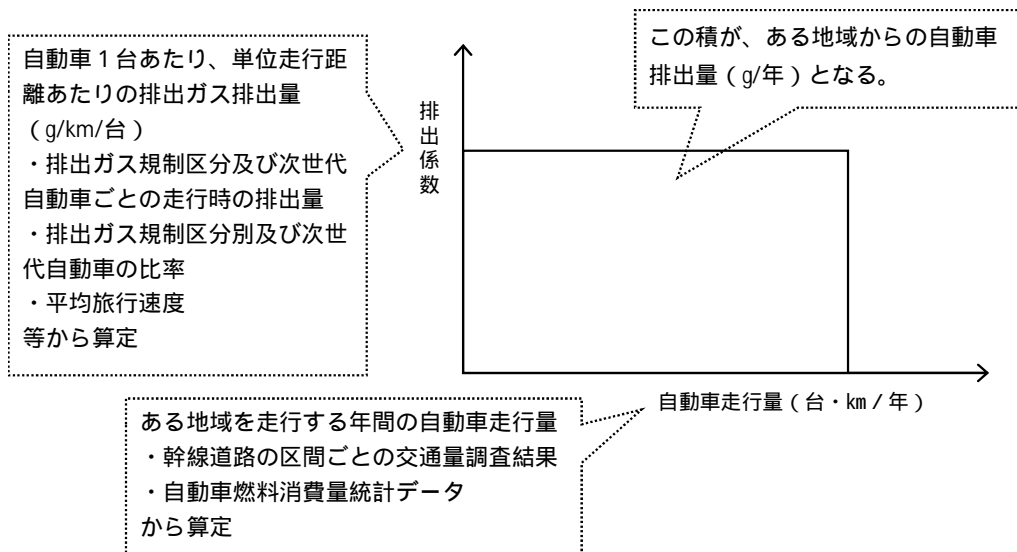 自動車１台あたり、単位走行距
離あたりの排出ガス排出量
（g/km/台）
・排出ガス規制区分及び次世代
自動車ごとの走行時の排出量
・排出ガス規制区分別及び次世
代自動車の比率
・平均旅行速度
等から算定
排出係数
この積が、ある地域からの自動車
排出量（g/年）となる。
自動車走行量（台・km／年）
ある地域を走行する年間の自動車走行量
・幹線道路の区間ごとの交通量調査結果
・自動車燃料消費量統計データ
から算定